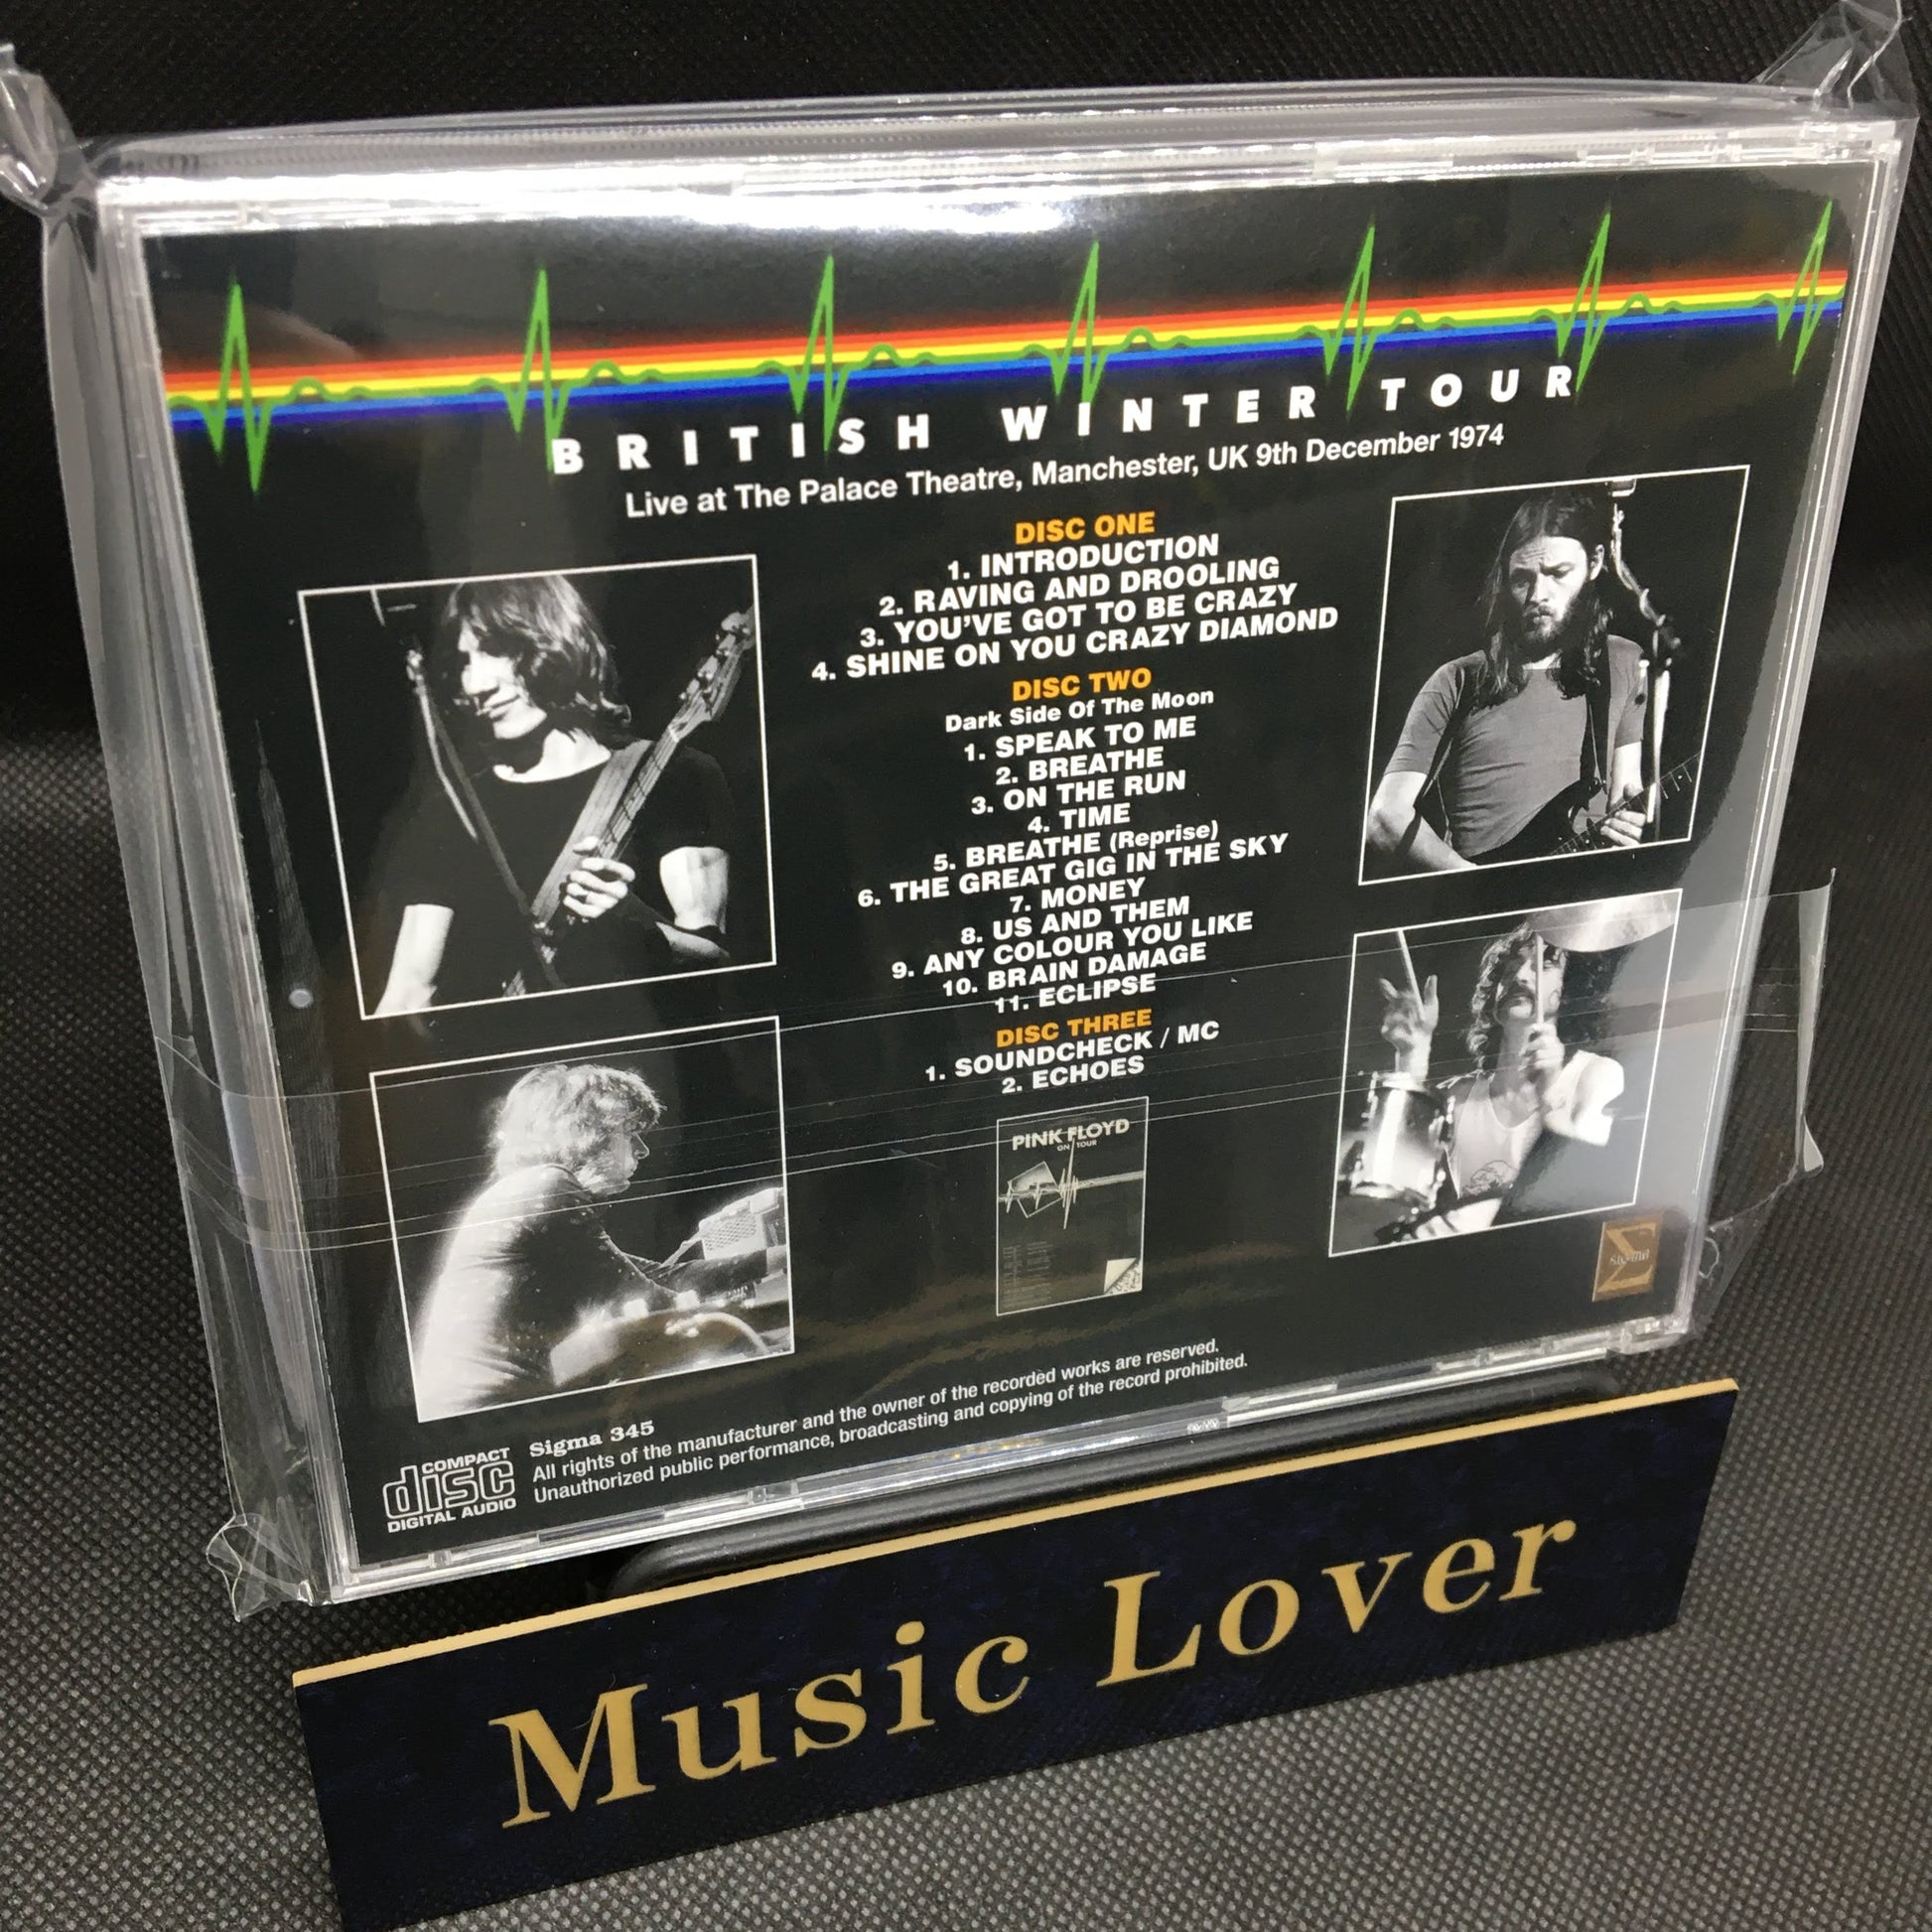 BRITISH WINTER TOUR
Live at The Palace Theatre, Manchester, UK 9th December 1974
DISC ONE
1. INTRODUCTION
2. RAVING AND DROOLING
3. YOU'VE GOT TO BE CRAZY
4. SHINE ON YOU CRAZY DIAMOND
DISC TWO
Dark Side Of The Moon
1. SPEAK TO ME
2. BREATHE
3. ON THE RUN
4. TIME
5. BREATHE (Reprise)
6. THE GREAT GIG IN THE SKY
7. MONEY
8. US AND THEM
9. ANY COLOUR YOU LIKE
10. BRAIN DAMAGE
11. ECLIPSE
DISC THREE
1. SOUNDCHECK / MC
2. ECHOES
PINK FLOYD
ON TOUR
Sigma
COMPACT
disc
DIGITAL AUDIO
Sigma 345
All rights of the manufacturer and the owner of the recorded works are reserved.
Unauthorized public performance, broadcasting and copying of the record prohibited.
Music Lover